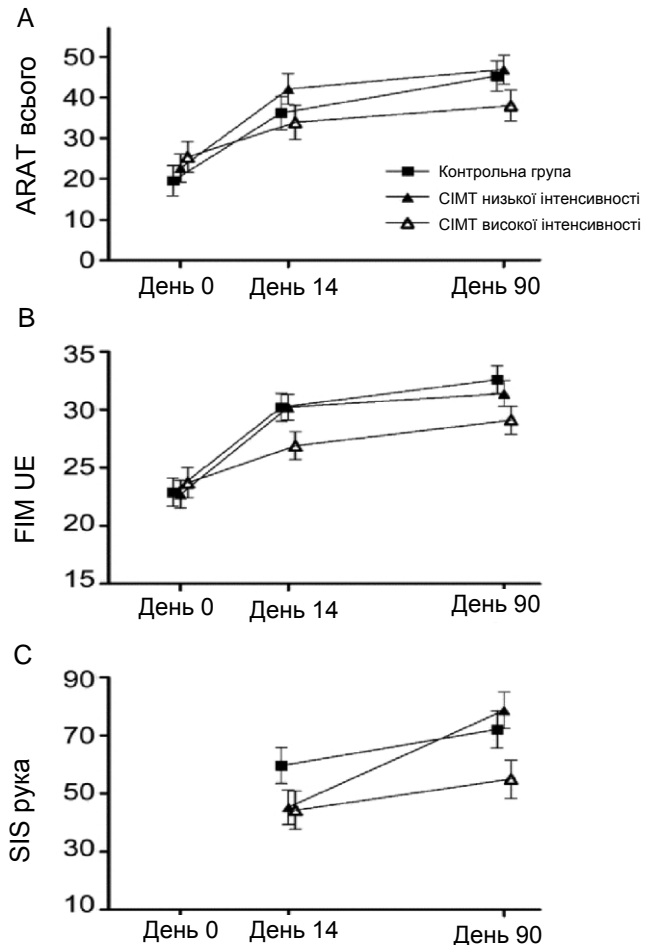 A
ARAT всього
50
40
30
20
10
0
Контрольна група
CIMT низької інтенсивності
CIMT високої інтенсивності
День 0
День 14
День 90
B
FIM UE
35
30
25
20
15
День 0
День 14
День 90
C
SIS рука
90
70
50
30
10
День 0
День 14
День 90